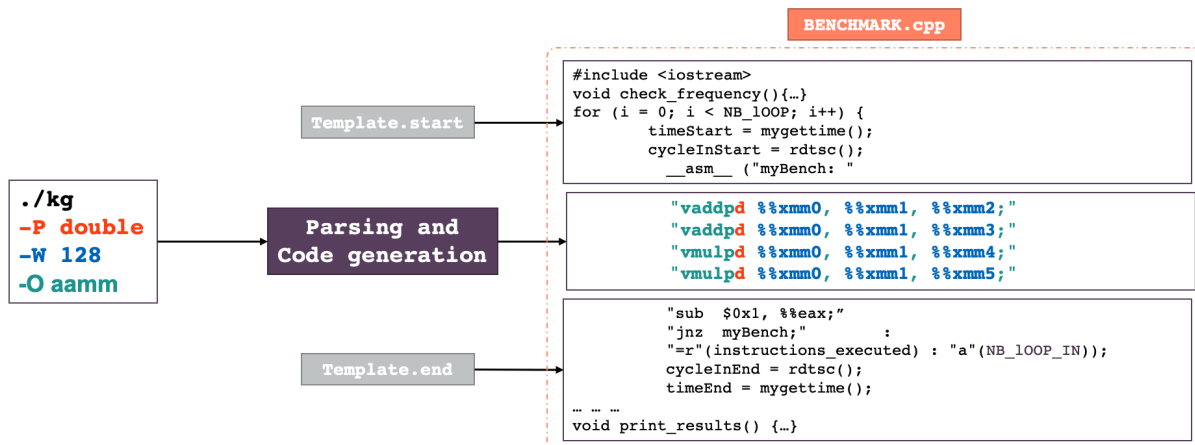 BENCHMARK.cpp
#include <iostream>
void check_frequency(){…}
for (i = 0; i < NB_lOOP; i++) {
timeStart = mygettime();
cycleInStart = rdtsc();
__asm__ ("myBench: "
Template.start
./kg
-P double
-W 128
-O aamm
Parsing and
Code generation
"vaddpd %%xmm0, %%xmm1, %%xmm2;"
"vaddpd %%xmm0, %%xmm1, %%xmm3;"
"vmulpd %%xmm0, %%xmm1, %%xmm4;"
"vmulpd %%xmm0, %%xmm1, %%xmm5;"
Template.end
"sub $0x1, %%eax;”
"jnz myBench;" :
"=r"(instructions_executed) : "a"(NB_lOOP_IN));
cycleInEnd = rdtsc();
timeEnd = mygettime();
… … …
void print_results() {…}